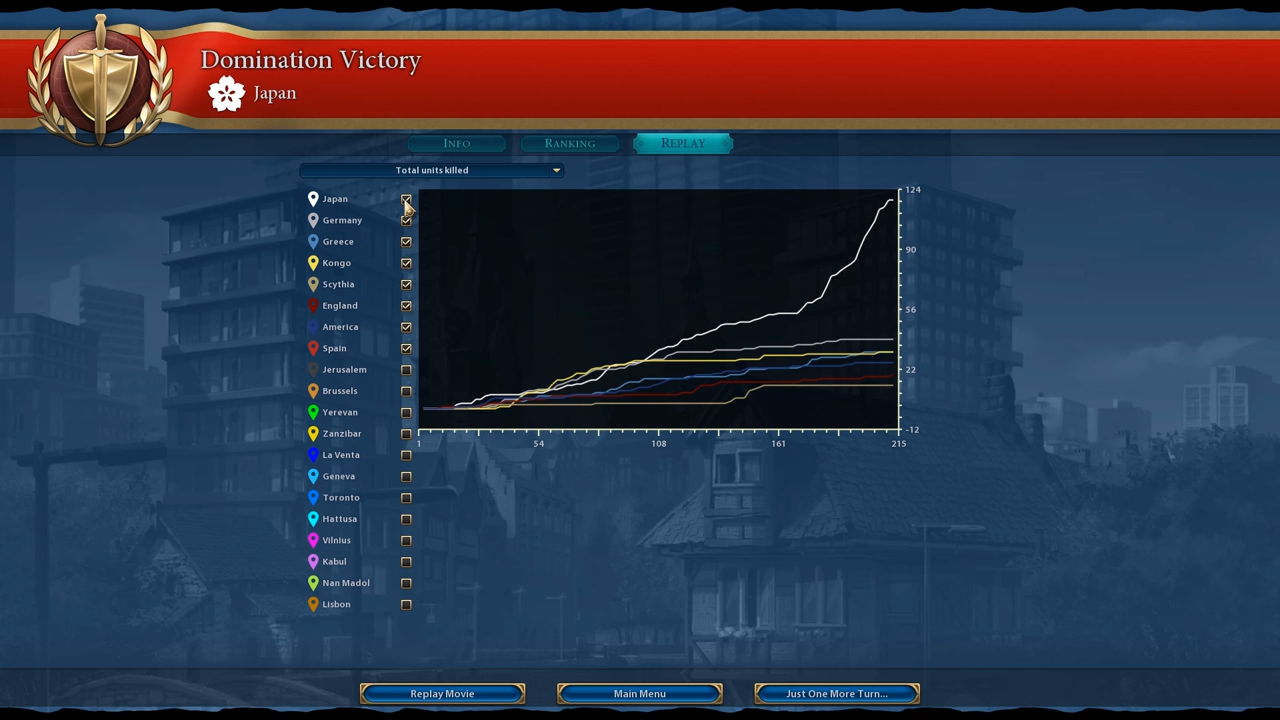 Domination Victory
Japan
INFO
RANKING
REPLAY
Total units killed
Japan
Germany
Greece
Kongo
Scythia
England
America
Spain
Jerusalem
Brussels
Yerevan
Zanzibar
La Venta
Geneva
Toronto
Hattusa
Vilnius
Kabul
Nan Madol
Lisbon
124
90
56
22
-12
1 54 108 161 215
Replay Movie
Main Menu
Just One More Turn...